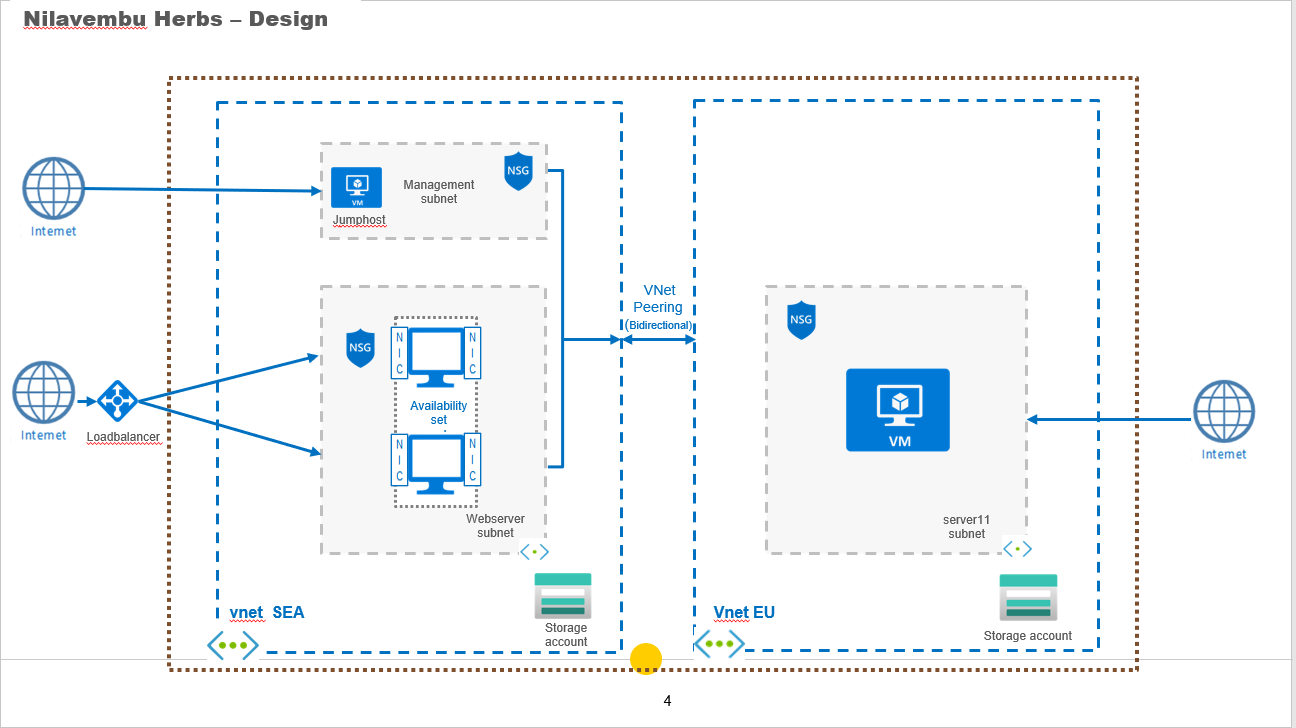 Nilavembu Herbs – Design
Internet
VM
Jumphost
Management
subnet
NSG
Internet
Loadbalancer
NSG
N
I
C
N
I
C
Availability
set
N
I
C
N
I
C
Webserver
subnet
vnet SEA
Storage
account
VNet
Peering
(Bidirectional)
NSG
VM
server11
subnet
Vnet EU
Storage account
Internet
4